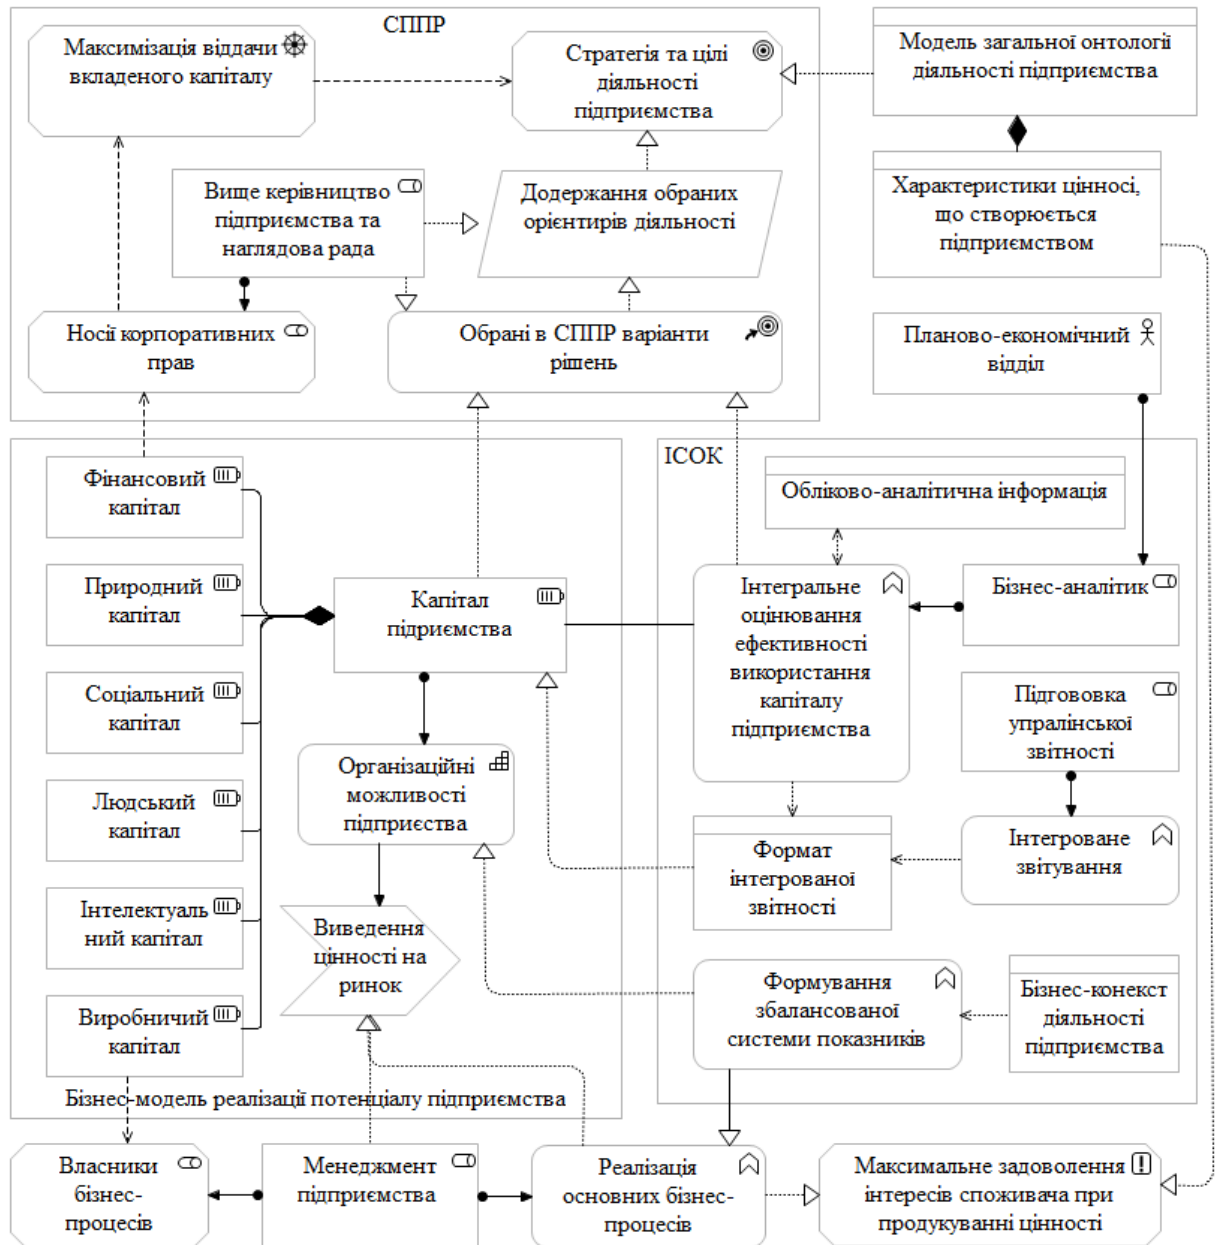 СППР
Максимізація віддачи
вкладеного капіталу
Стратегія та цілі
діяльності
підприємства
Модель загальної онтології
діяльності підприємства
Вище керівництво
підприємства та
наглядова рада
Додержання обраних
орієнтирів діяльності
Характеристики цінносі,
що створюється
підприємством
Носії корпоративних
прав
Обрані в СППР варіанти
рішень
Планово-економічний
відділ
ІСОК
Фінансовий
капітал
Обліково-аналітична інформація
Природний
капітал
Капітал
підриємства
Інтегральне
оцінювання
ефективності
використання
капіталу
підприємства
Бізнес-аналітик
Соціальний
капітал
Підгововка
упралінської
звітності
Організаційні
можливості
підприєства
Людський
капітал
Формат
інтегрованої
звітності
Інтегроване
звітування
Інтелектуаль
ний капітал
Виведення
цінності на
ринок
Формування
збалансованої
системи показників
Бізнес-конекст
діяльності
підприємства
Виробничий
капітал
Бізнес-модель реалізації потенціалу підприємства
Власники
бізнес-
процесів
Менеджмент
підприємства
Реалізація
основних бізнес-
процесів
Максимальне задоволення
інтересів споживача при
продукуванні цінності